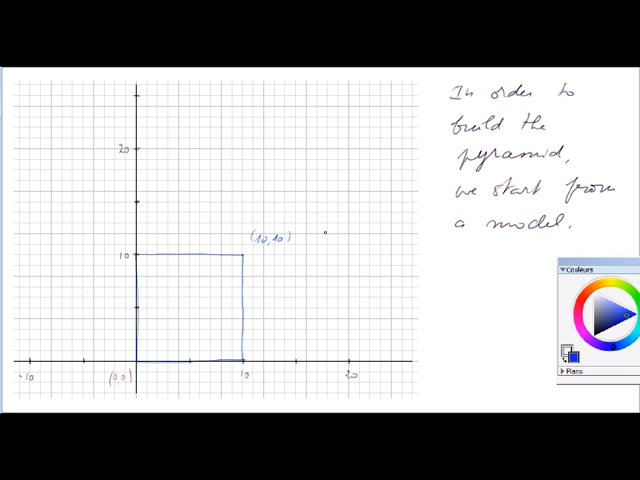 In order to
build the
pyramid,
we start from
a model.
20
(10,10)
10
-10
(0,0)
10
20
Couleurs
Plans